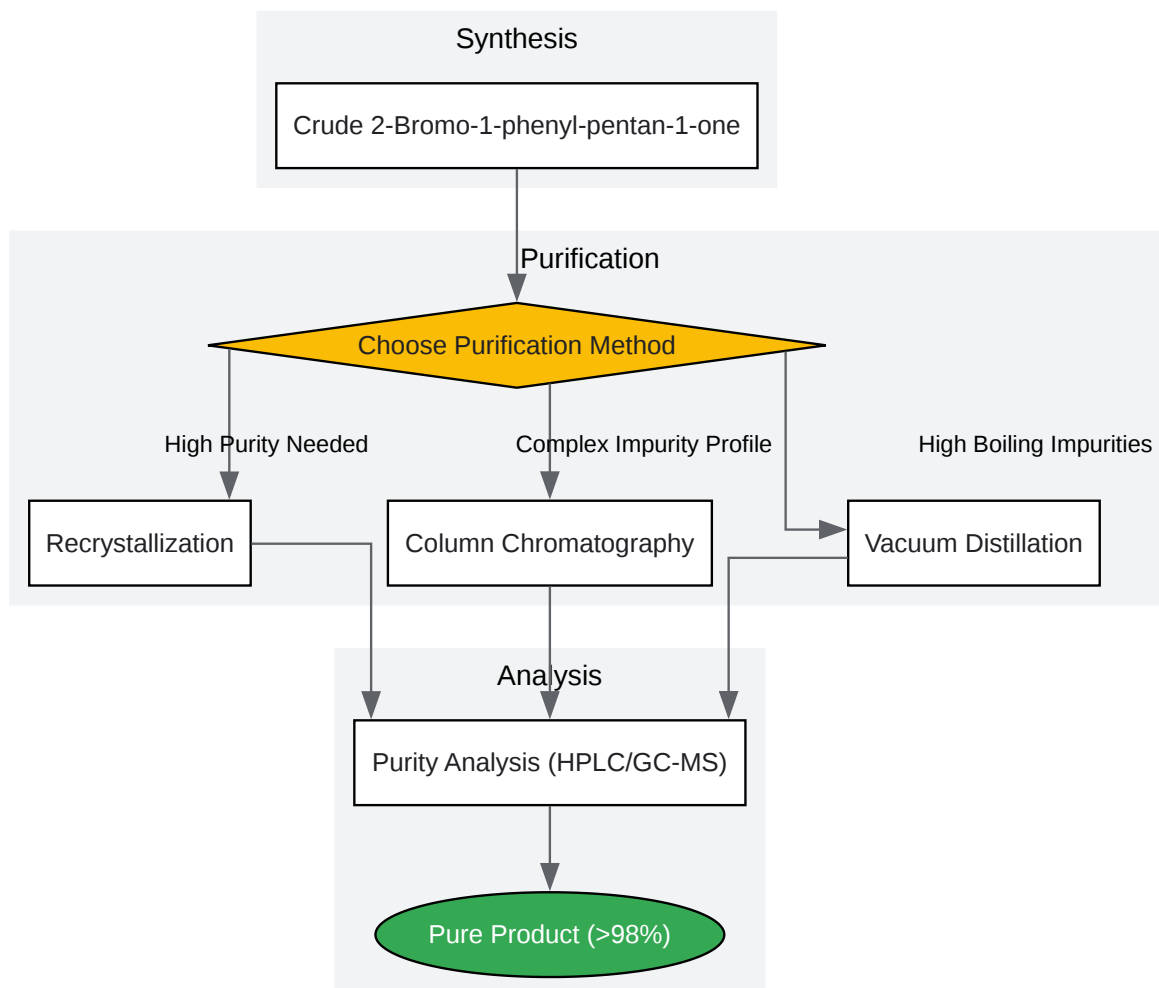 Synthesis
Crude 2-Bromo-1-phenyl-pentan-1-one
Purification
Choose Purification Method
High Purity Needed
Complex Impurity Profile
High Boiling Impurities
Recrystallization
Column Chromatography
Vacuum Distillation
Analysis
Purity Analysis (HPLC/GC-MS)
Pure Product (>98%)